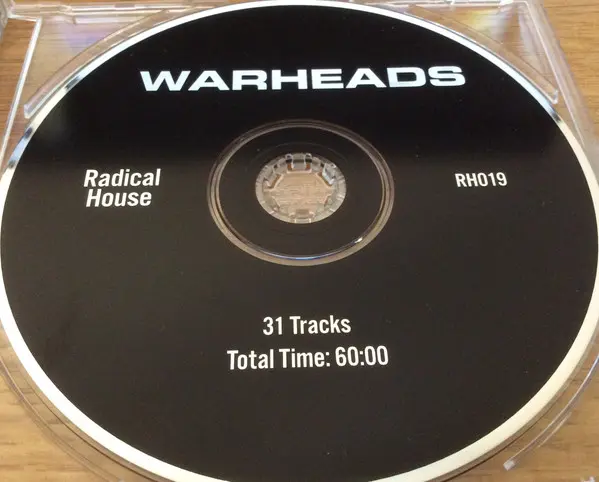 WARHEADS
Radical
House
RH019
31 Tracks
Total Time: 60:00